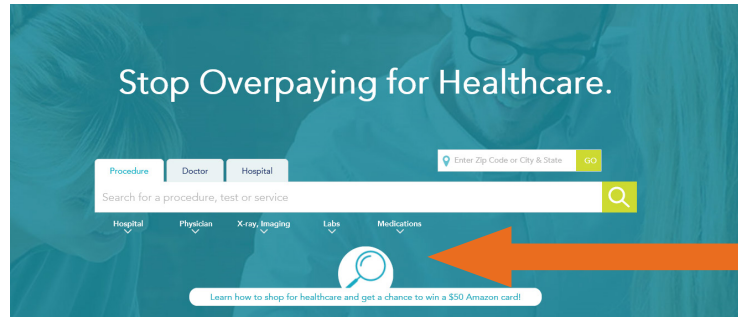 Stop Overpaying for Healthcare.
Enter Zip Code or City & State GO
Procedure Doctor Hospital
Search for a procedure, test or service
Hospital Physician X-ray, Imaging Labs Medications
Learn how to shop for healthcare and get a chance to win a $50 Amazon card!